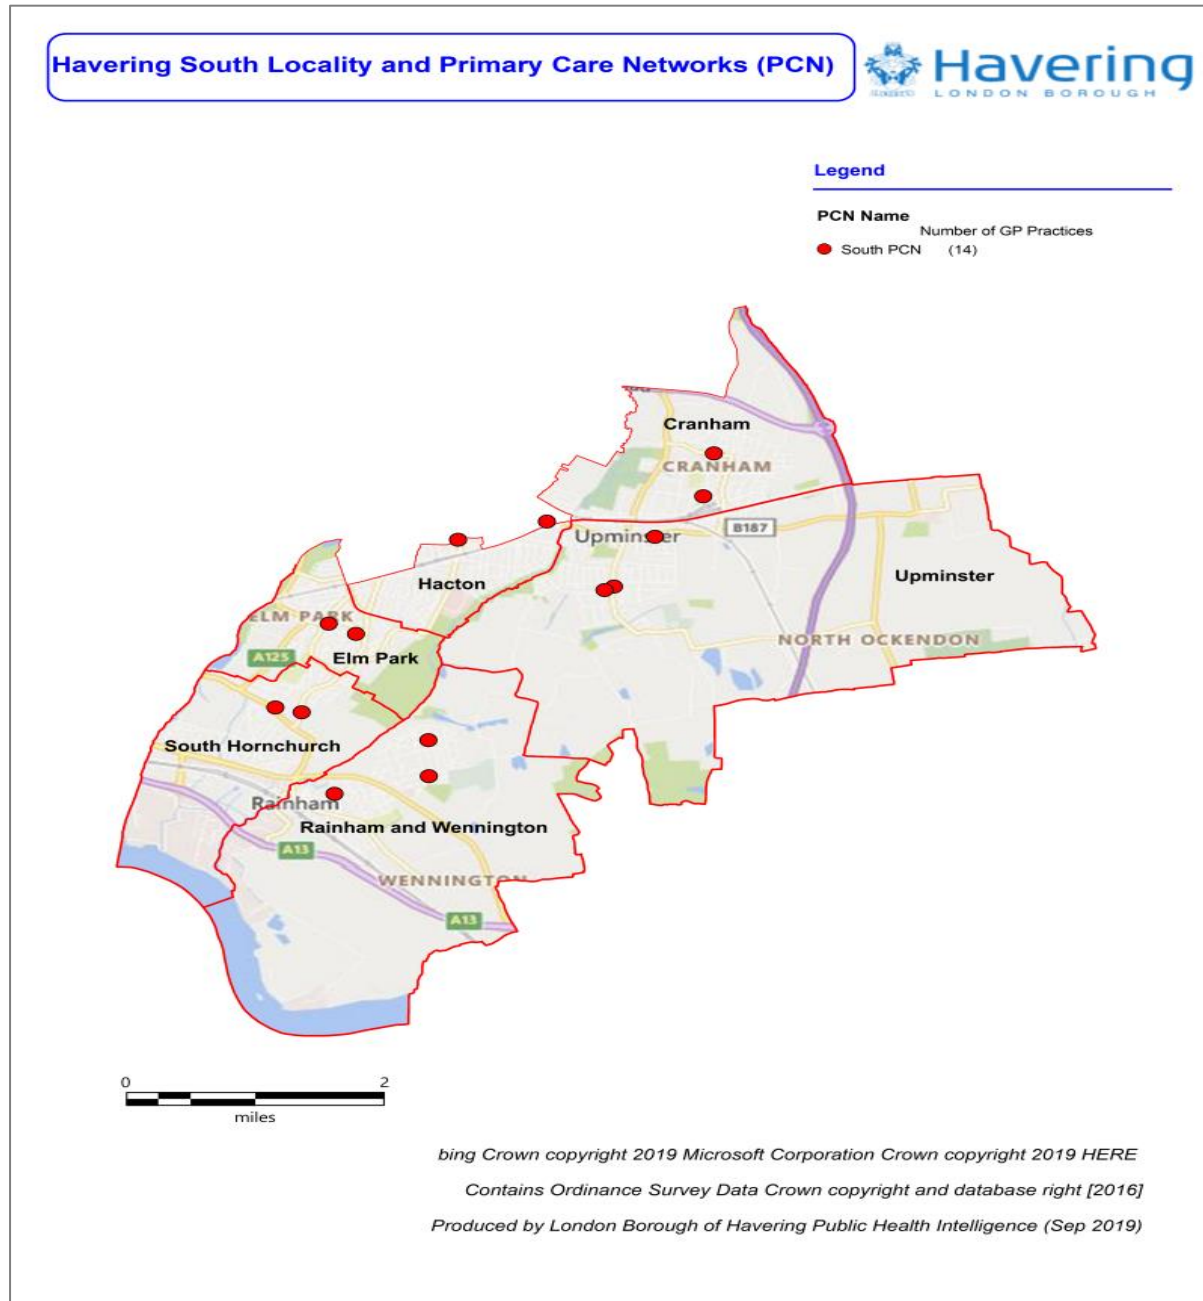 Havering South Locality and Primary Care Networks (PCN)
Havering
LONDON BOROUGH
Legend
PCN Name
Number of GP Practices
South PCN (14)
Cranham
CRANHAM
B187
Upminster
Upminster
Hacton
ELM PARK
NORTH OCKENDON
A125
Elm Park
South Hornchurch
Rainham
Rainham and Wennington
A13
WENNINGTON
A13
0 2
miles
bing Crown copyright 2019 Microsoft Corporation Crown copyright 2019 HERE
Contains Ordinance Survey Data Crown copyright and database right [2016]
Produced by London Borough of Havering Public Health Intelligence (Sep 2019)